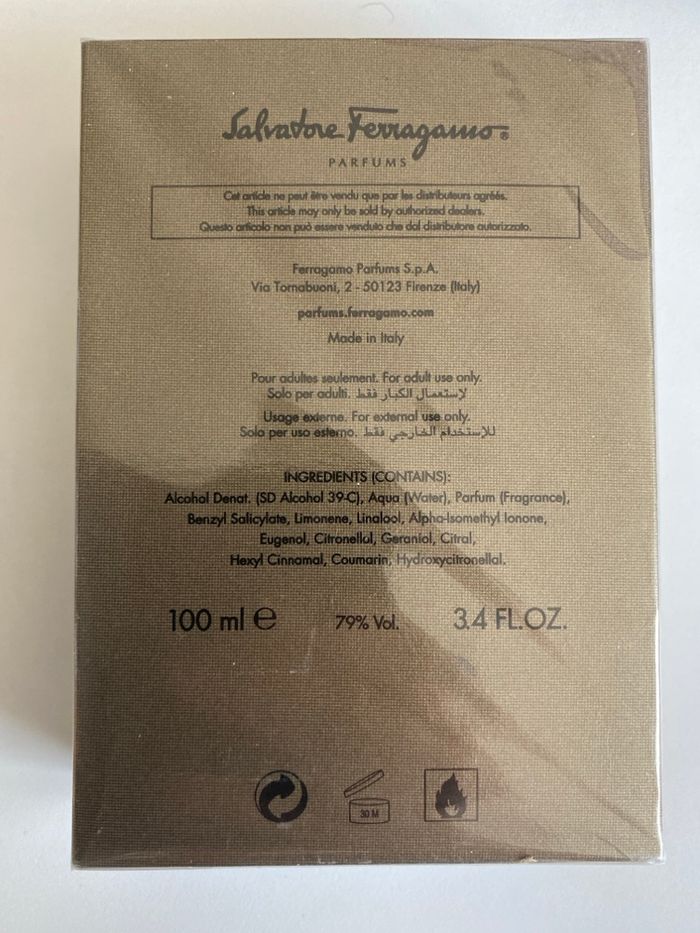 Salvatore Ferragamo®
PARFUMS
Cet article ne peut être vendu que par les distributeurs agréés.
This article may only be sold by authorized dealers.
Questo articolo non può essere venduto che dal distributore autorizzato.
Ferragamo Parfums S.p.A.
Via Tornabuoni, 2 - 50123 Firenze (Italy)
parfums.ferragamo.com
Made in Italy
Pour adultes seulement. For adult use only.
Solo per adulti. لإستعمال الكبار فقط
Usage externe. For external use only.
Solo per uso esterno. للإستخدام الخارجي فقط
INGREDIENTS (CONTAINS):
Alcohol Denat. (SD Alcohol 39-C), Aqua (Water), Parfum (Fragrance),
Benzyl Salicylate, Limonene, Linalool, Alpha-Isomethyl Ionone,
Eugenol, Citronellol, Geraniol, Citral,
Hexyl Cinnamal, Coumarin, Hydroxycitronellal.
100 ml ℮ 79% Vol. 3.4 FL.OZ.
30 M